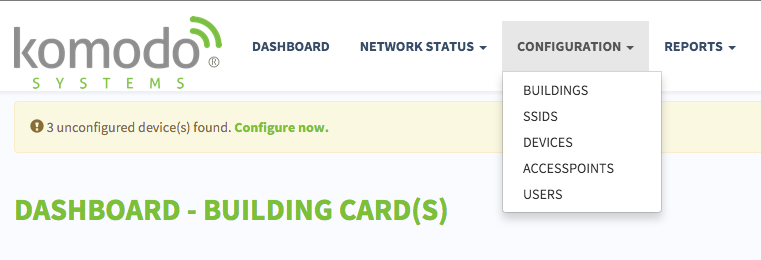 komodo®
SYSTEMS
DASHBOARD
NETWORK STATUS
CONFIGURATION
REPORTS
BUILDINGS
SSIDS
DEVICES
ACCESSPOINTS
USERS
3 unconfigured device(s) found. Configure now.
DASHBOARD - BUILDING CARD(S)